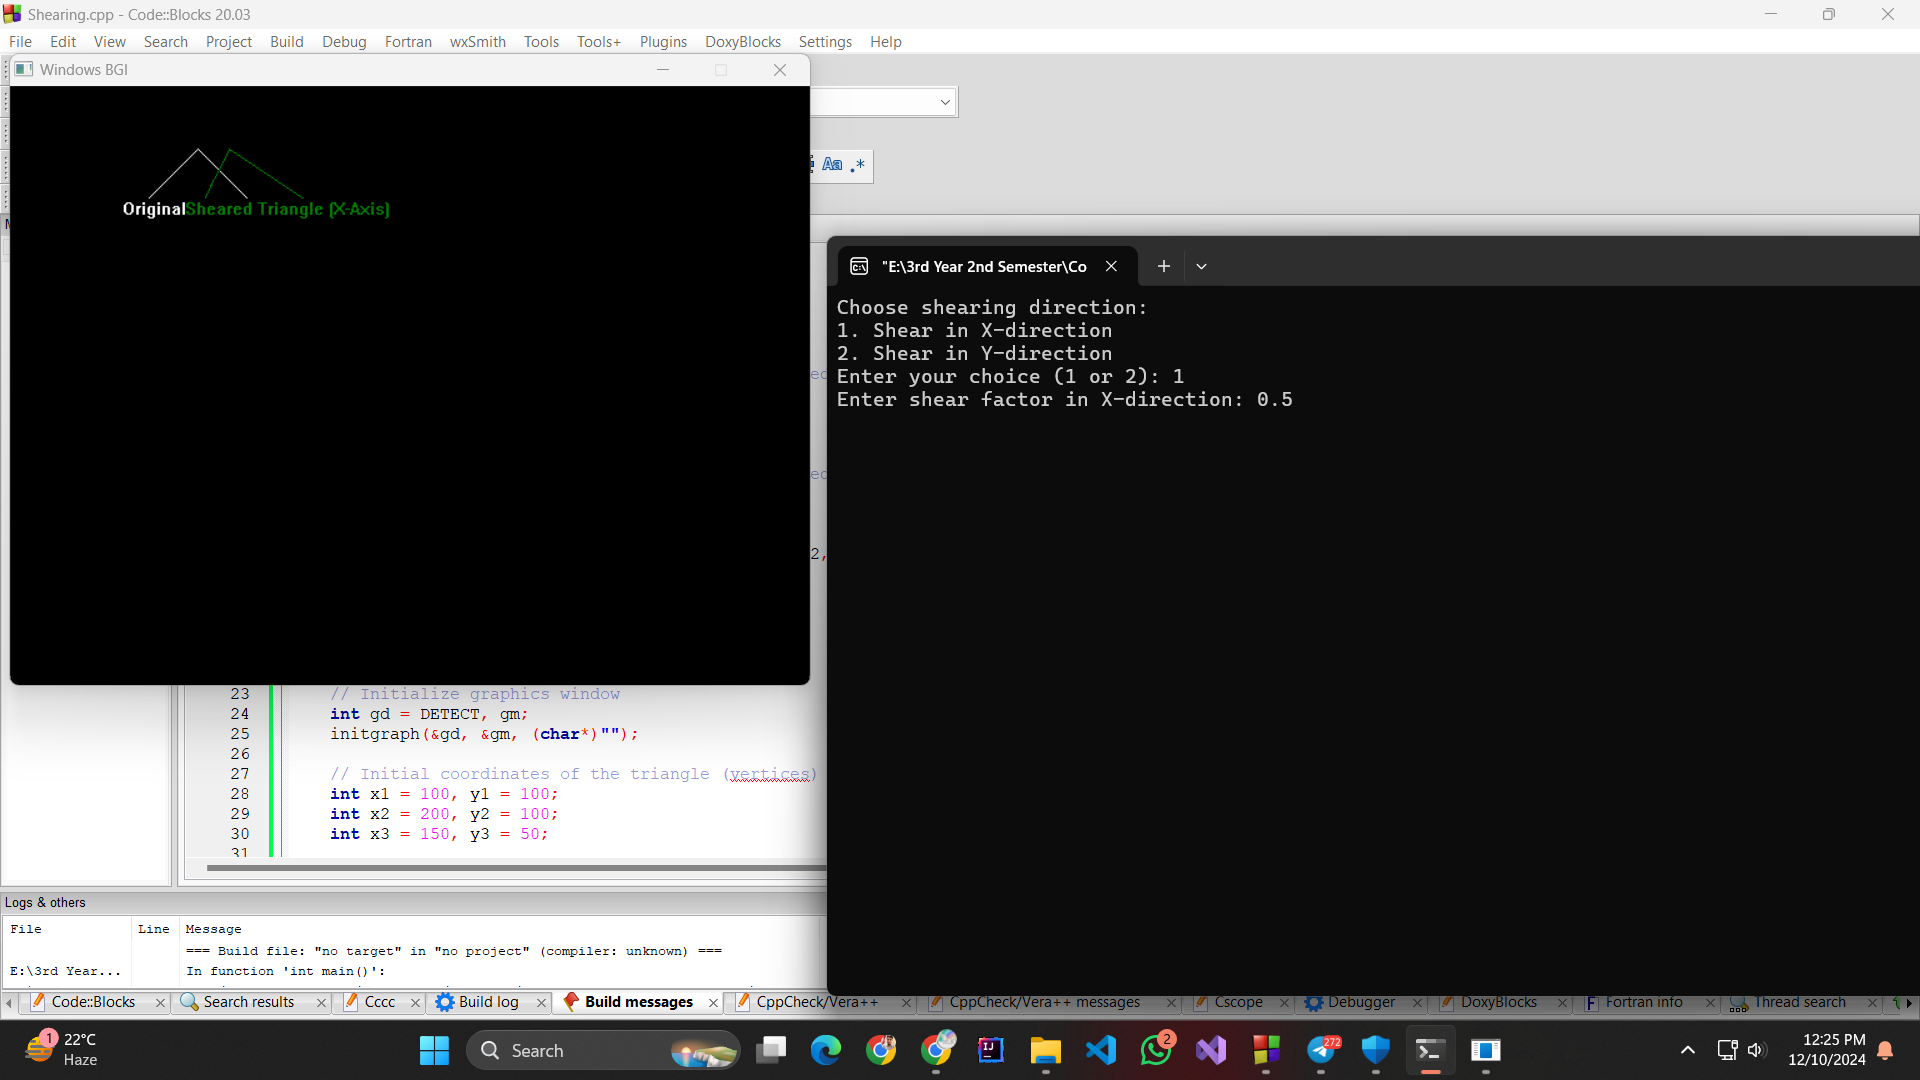 Shearing.cpp - Code::Blocks 20.03
File Edit View Search Project Build Debug Fortran wxSmith Tools Tools+ Plugins DoxyBlocks Settings Help
Windows BGI
Aa .*
Original
Sheared Triangle (X-Axis)
"E:\3rd Year 2nd Semester\Co
Choose shearing direction:
1. Shear in X-direction
2. Shear in Y-direction
Enter your choice (1 or 2): 1
Enter shear factor in X-direction: 0.5
23 // Initialize graphics window
24 int gd = DETECT, gm;
25 initgraph(&gd, &gm, (char*)"");
26
27 // Initial coordinates of the triangle (vertices)
28 int x1 = 100, y1 = 100;
29 int x2 = 200, y2 = 100;
30 int x3 = 150, y3 = 50;
31
Logs & others
File Line Message
=== Build file: "no target" in "no project" (compiler: unknown) ===
E:\3rd Year... In function 'int main()':
Code::Blocks Search results Cccc Build log Build messages CppCheck/Vera++ CppCheck/Vera++ messages Cscope Debugger DoxyBlocks Fortran info Thread search
1 22°C
Haze
Search
2
272
12:25 PM
12/10/2024